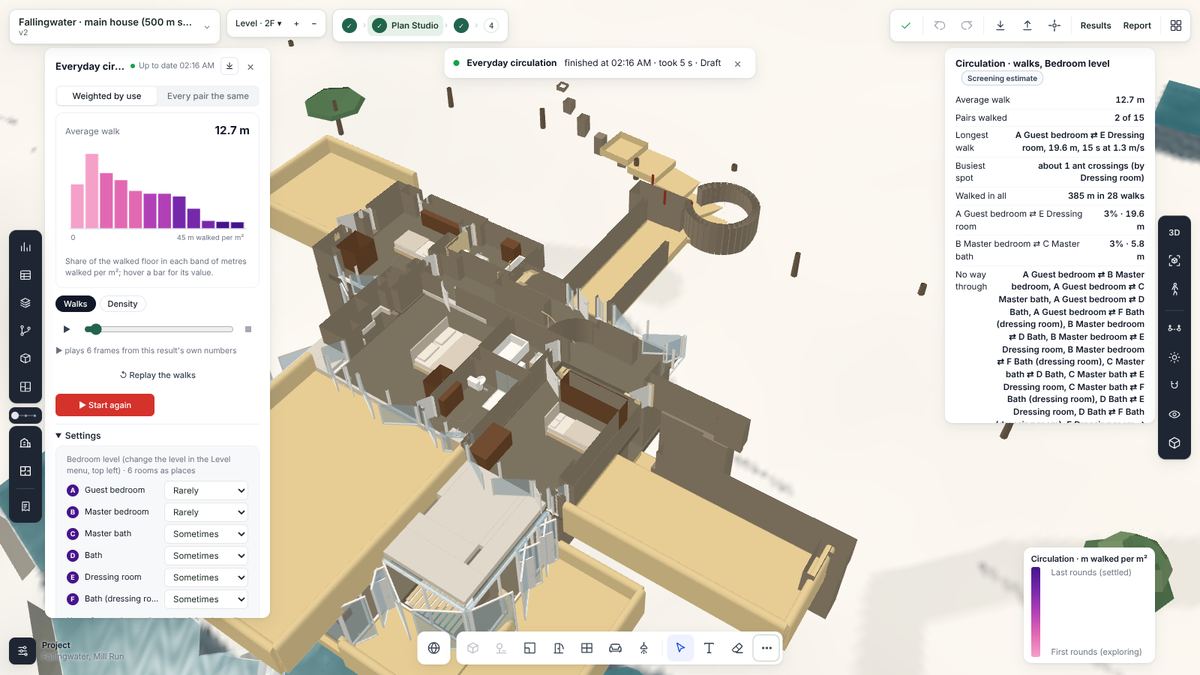 Fallingwater · main house (500 m s...
v2
Level · 2F ▾ + −
Plan Studio
4
Results
Report
Everyday cir...
Up to date 02:16 AM
Everyday circulation finished at 02:16 AM · took 5 s · Draft
Weighted by use
Every pair the same
Average walk
12.7 m
0
45 m walked per m²
Share of the walked floor in each band of metres
walked per m²; hover a bar for its value.
Walks
Density
▶ plays 6 frames from this result's own numbers
↺ Replay the walks
▶ Start again
▼ Settings
Bedroom level (change the level in the Level
menu, top left) · 6 rooms as places
A Guest bedroom Rarely
B Master bedroom Rarely
C Master bath Sometimes
D Bath Sometimes
E Dressing room Sometimes
F Bath (dressing ro... Sometimes
Project
Fallingwater, Mill Run
Circulation · walks, Bedroom level
Screening estimate
Average walk 12.7 m
Pairs walked 2 of 15
Longest A Guest bedroom ⇄ E Dressing
walk room, 19.6 m, 15 s at 1.3 m/s
Busiest about 1 ant crossings (by
spot Dressing room)
Walked in all 385 m in 28 walks
A Guest bedroom ⇄ E Dressing 3% · 19.6
room m
B Master bedroom ⇄ C Master 3% · 5.8
bath m
No way A Guest bedroom ⇄ B Master
through bedroom, A Guest bedroom ⇄ C
Master bath, A Guest bedroom ⇄ D
Bath, A Guest bedroom ⇄ F Bath
(dressing room), B Master bedroom
⇄ D Bath, B Master bedroom ⇄ E
Dressing room, B Master bedroom
⇄ F Bath (dressing room), C Master
bath ⇄ D Bath, C Master bath ⇄ E
Dressing room, C Master bath ⇄ F
Bath (dressing room), D Bath ⇄ E
Dressing room, D Bath ⇄ F Bath
3D
Circulation · m walked per m²
Last rounds (settled)
First rounds (exploring)